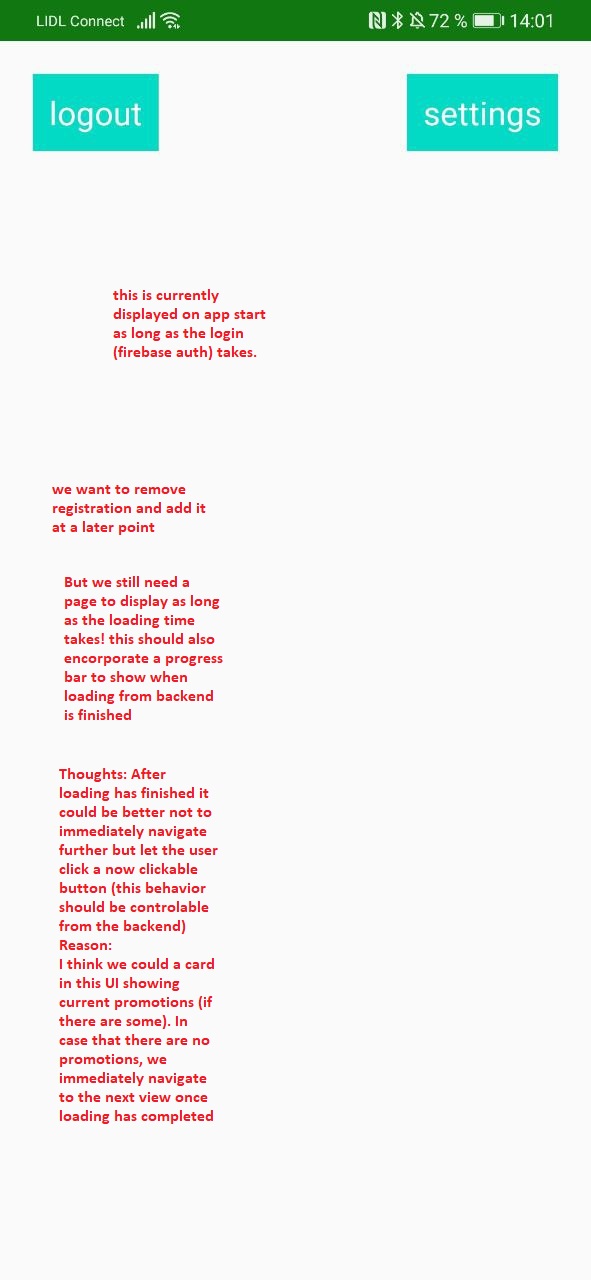 LIDL Connect 72 % 14:01
logout settings
this is currently
displayed on app start
as long as the login
(firebase auth) takes.
we want to remove
registration and add it
at a later point
But we still need a
page to display as long
as the loading time
takes! this should also
encorporate a progress
bar to show when
loading from backend
is finished
Thoughts: After
loading has finished it
could be better not to
immediately navigate
further but let the user
click a now clickable
button (this behavior
should be controlable
from the backend)
Reason:
I think we could a card
in this UI showing
current promotions (if
there are some). In
case that there are no
promotions, we
immediately navigate
to the next view once
loading has completed